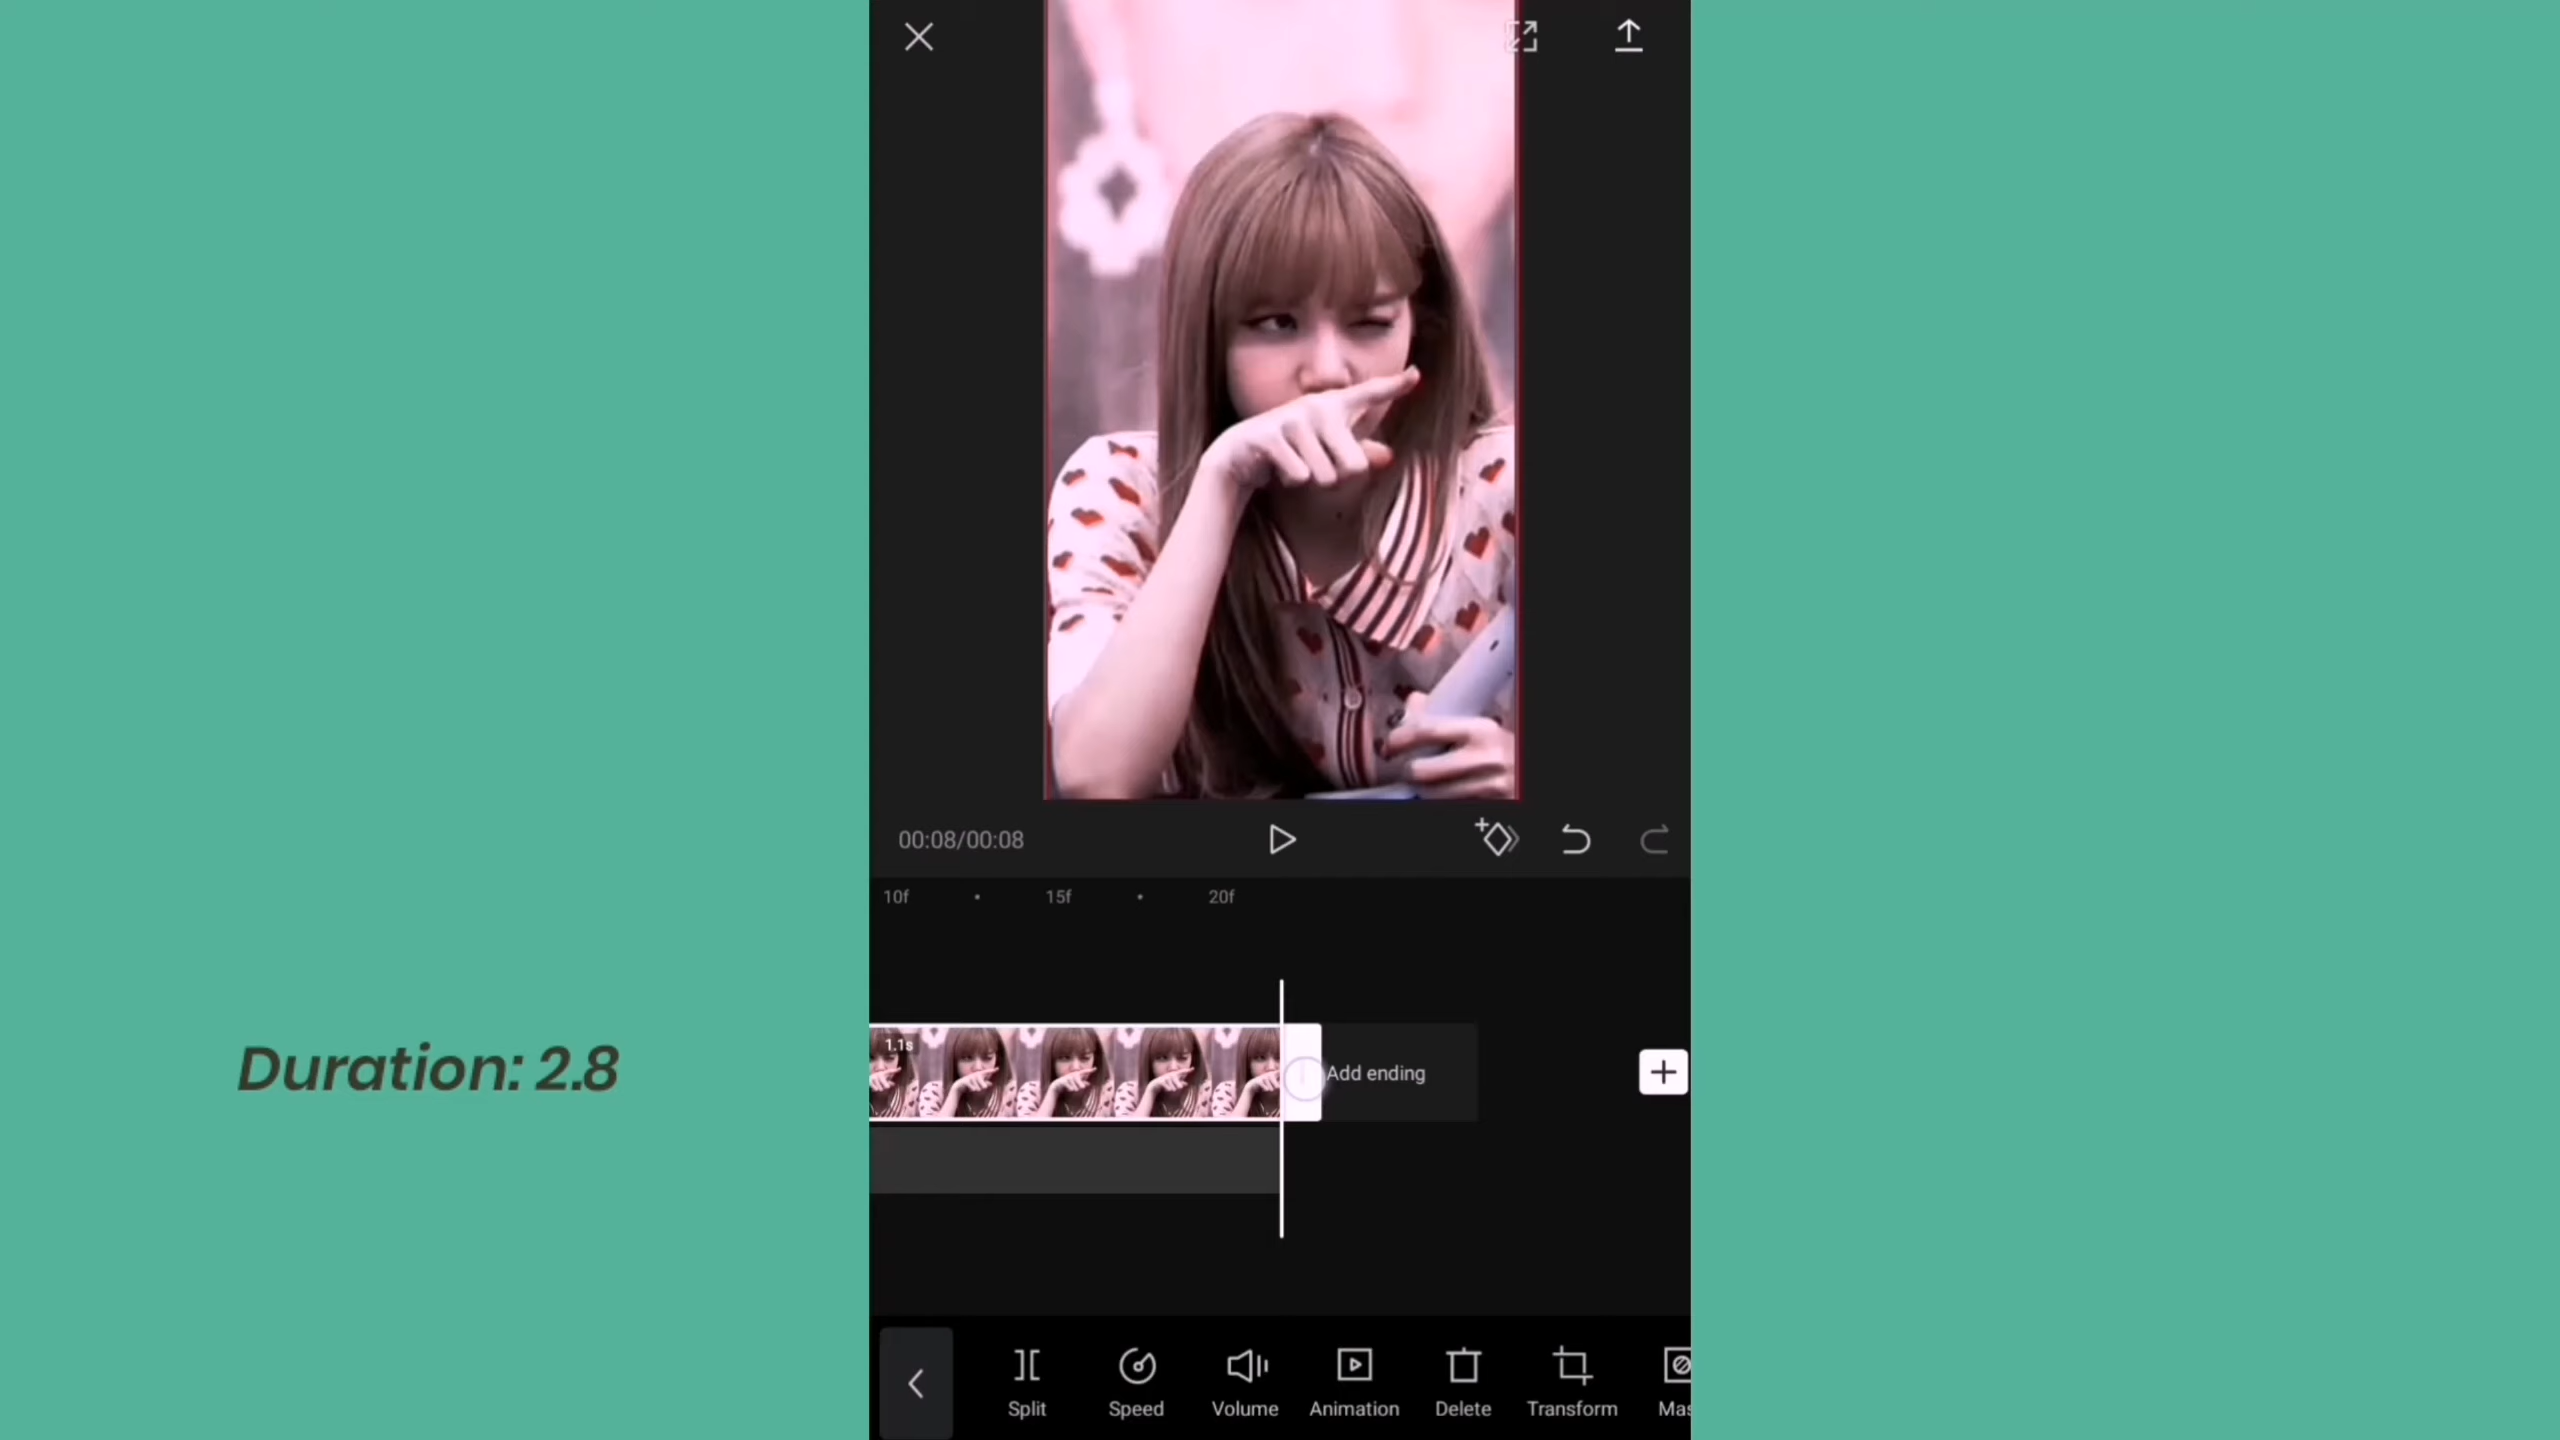 00:08/00:08
10f
15f
20f
1.1s
Add ending
Duration: 2.8
Split
Speed
Volume
Animation
Delete
Transform
Mas